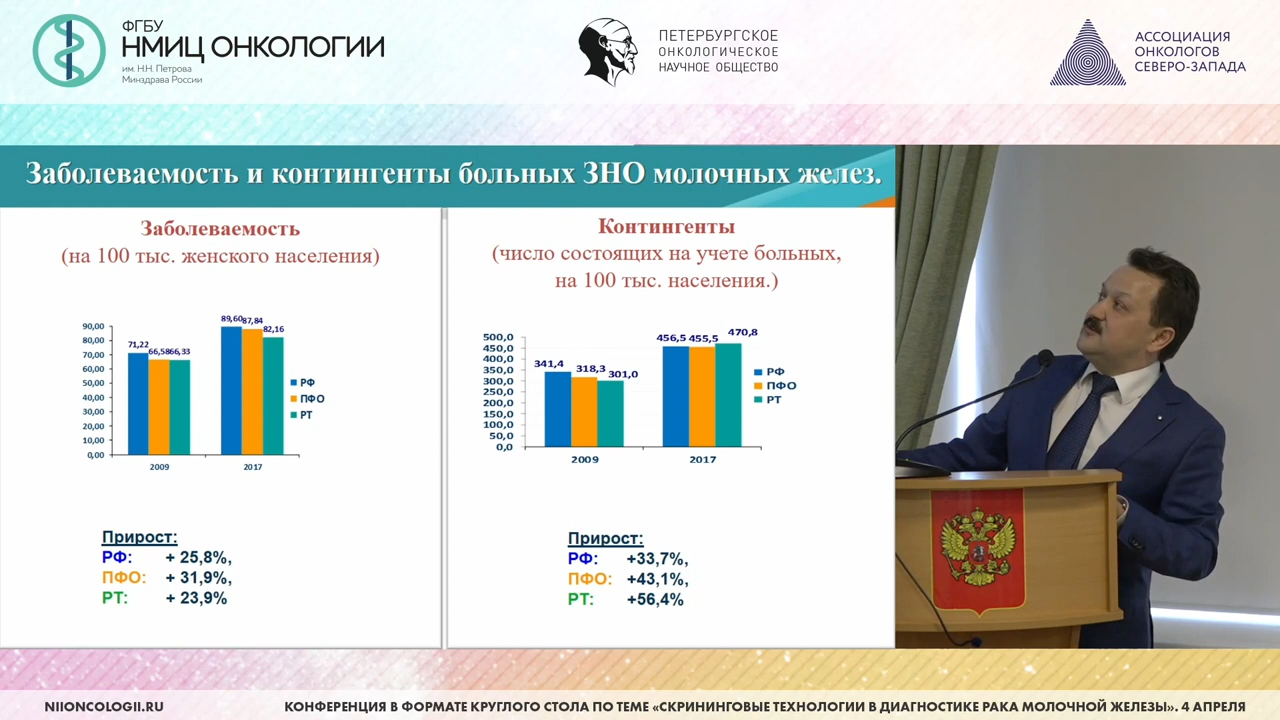 ФГБУ
НМИЦ ОНКОЛОГИИ
им. Н.Н. Петрова
Минздрава России
ПЕТЕРБУРГСКОЕ
ОНКОЛОГИЧЕСКОЕ
НАУЧНОЕ ОБЩЕСТВО
АССОЦИАЦИЯ
ОНКОЛОГОВ
СЕВЕРО-ЗАПАДА
Заболеваемость и контингенты больных ЗНО молочных желез.
Заболеваемость
(на 100 тыс. женского населения)
90,00
80,00
70,00
60,00
50,00
40,00
30,00
20,00
10,00
0,00
71,22
66,58
66,33
89,60
87,84
82,16
2009
2017
РФ
ПФО
РТ
Прирост:
РФ: + 25,8%,
ПФО: + 31,9%,
РТ: + 23,9%
Контингенты
(число состоящих на учете больных,
на 100 тыс. населения.)
500,0
450,0
400,0
350,0
300,0
250,0
200,0
150,0
100,0
50,0
0,0
341,4
318,3
301,0
456,5
455,5
470,8
2009
2017
РФ
ПФО
РТ
Прирост:
РФ: +33,7%,
ПФО: +43,1%,
РТ: +56,4%
NIIONCOLOGII.RU
КОНФЕРЕНЦИЯ В ФОРМАТЕ КРУГЛОГО СТОЛА ПО ТЕМЕ «СКРИНИНГОВЫЕ ТЕХНОЛОГИИ В ДИАГНОСТИКЕ РАКА МОЛОЧНОЙ ЖЕЛЕЗЫ». 4 АПРЕЛЯ